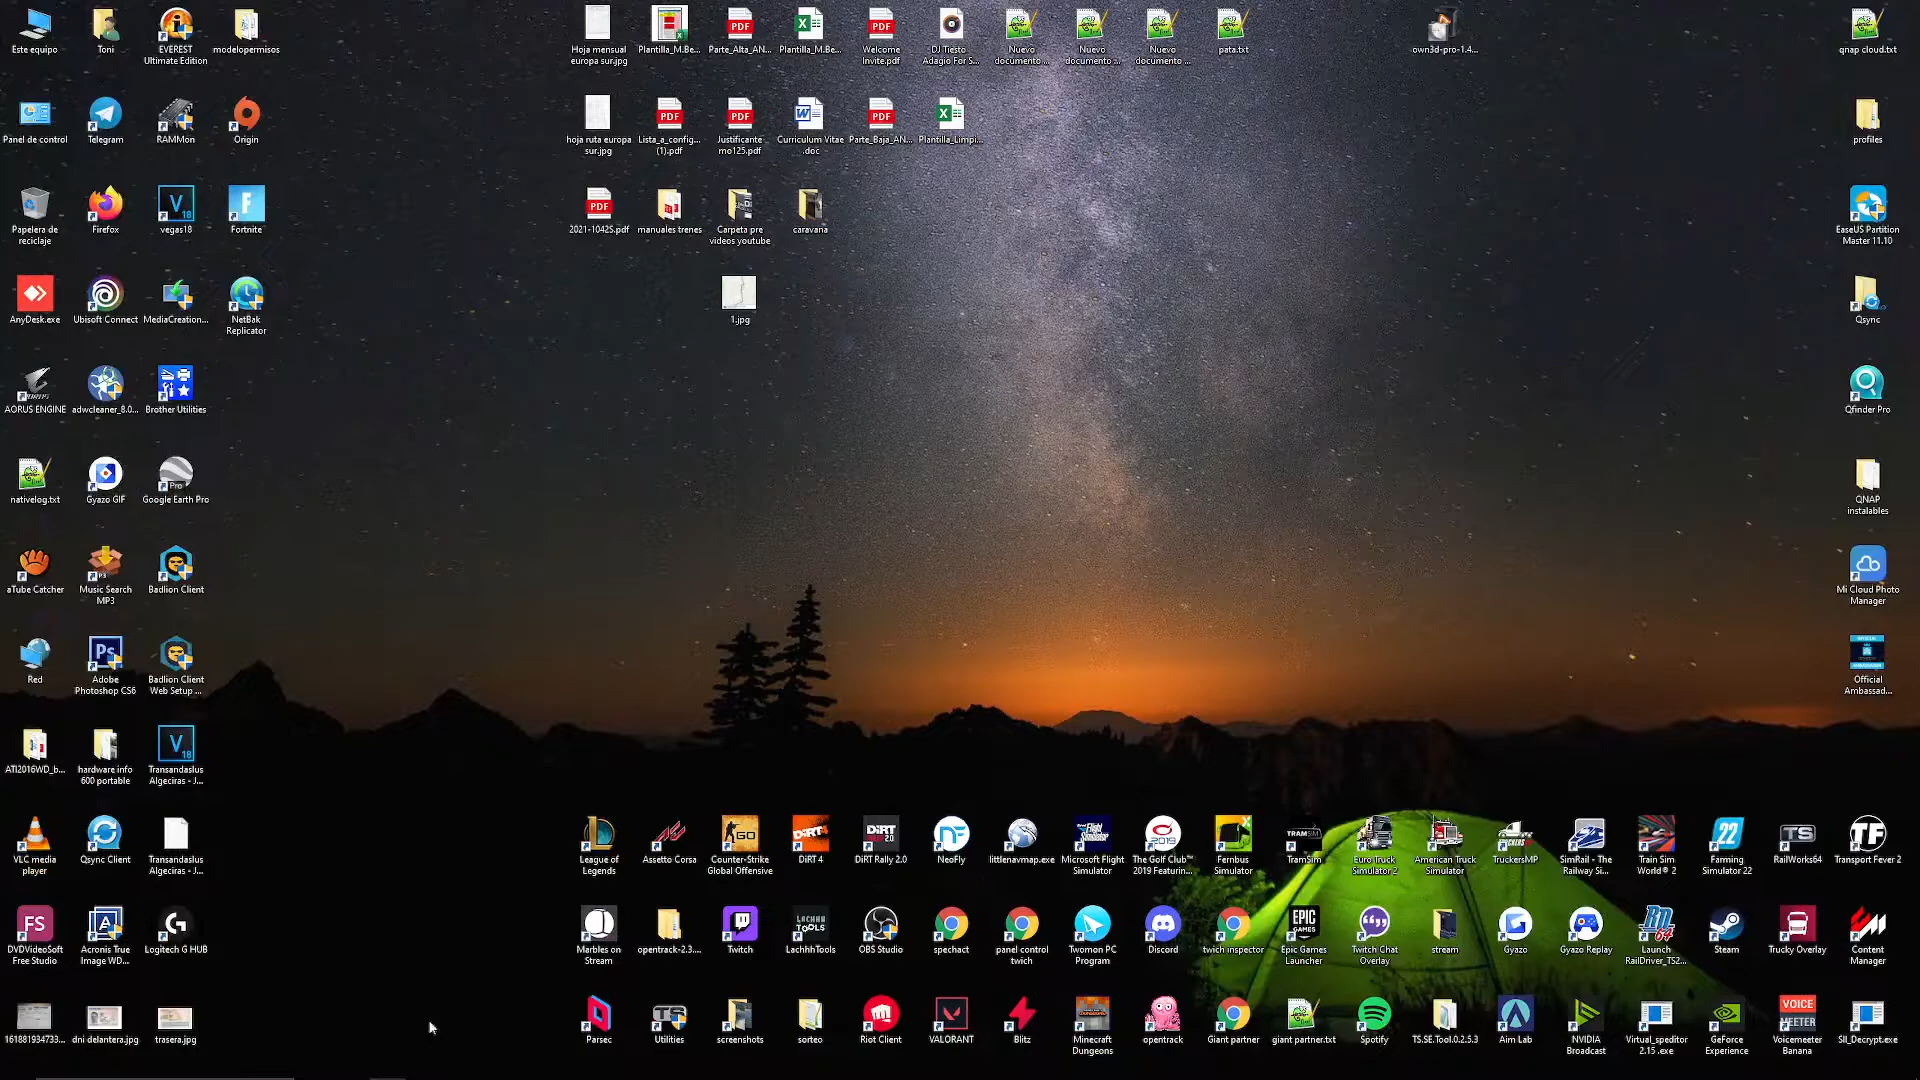 Este equipo
Toni
EVEREST
Ultimate Edition
modelopermisos
Hoja mensual
europa sur.jpg
Plantilla_M.Be...
Parte_Alta_AN...
Plantilla_M.Be...
Welcome
Invite.pdf
DJ Tiesto
Adagio For S...
Nuevo
documento ...
Nuevo
documento ...
Nuevo
documento ...
pata.txt
own3d-pro-1.4...
qnap cloud.txt
Panel de control
Telegram
RAMMon
Origin
hoja ruta europa
sur.jpg
Lista_a_config...
(1).pdf
Justificante
mo125.pdf
Curriculum Vitae
.doc
Parte_Baja_AN...
Plantilla_Limpi...
profiles
Papelera de
reciclaje
Firefox
vegas18
Fortnite
2021-1042S.pdf
manuales trenes
Carpeta pre
videos youtube
caravana
EaseUS Partition
Master 11.10
AnyDesk.exe
Ubisoft Connect
MediaCreation...
NetBak
Replicator
1.jpg
Qsync
AORUS ENGINE
adwcleaner_8.0...
Brother Utilities
Qfinder Pro
nativelog.txt
Gyazo GIF
Google Earth Pro
QNAP
instalables
aTube Catcher
Music Search
MP3
Badlion Client
Mi Cloud Photo
Manager
Red
Adobe
Photoshop CS6
Badlion Client
Web Setup ...
Official
Ambassad...
ATI2016WD_b...
hardware info
600 portable
Transandaslus
Algeciras - J...
VLC media
player
Qsync Client
Transandaslus
Algeciras - J...
League of
Legends
Assetto Corsa
Counter-Strike
Global Offensive
DiRT 4
DiRT Rally 2.0
NeoFly
littlenavmap.exe
Microsoft Flight
Simulator
The Golf Club™
2019 Featurin...
Fernbus
Simulator
TramSim
Euro Truck
Simulator 2
American Truck
Simulator
TruckersMP
SimRail - The
Railway Si...
Train Sim
World® 2
Farming
Simulator 22
RailWorks64
Transport Fever 2
DVDVideoSoft
Free Studio
Acronis True
Image WD...
Logitech G HUB
Marbles on
Stream
opentrack-2.3....
Twitch
LachhhTools
OBS Studio
spechact
panel control
twich
Twomon PC
Program
Discord
twich inspector
Epic Games
Launcher
Twitch Chat
Overlay
stream
Gyazo
Gyazo Replay
Launch
RailDriver_TS2...
Steam
Trucky Overlay
Content
Manager
161881934733...
dni delantera.jpg
trasera.jpg
Parsec
Utilities
screenshots
sorteo
Riot Client
VALORANT
Blitz
Minecraft
Dungeons
opentrack
Giant partner
giant partner.txt
Spotify
TS.SE.Tool.0.2.5.3
Aim Lab
NVIDIA
Broadcast
Virtual_speditor
2.15 .exe
GeForce
Experience
Voicemeeter
Banana
SII_Decrypt.exe